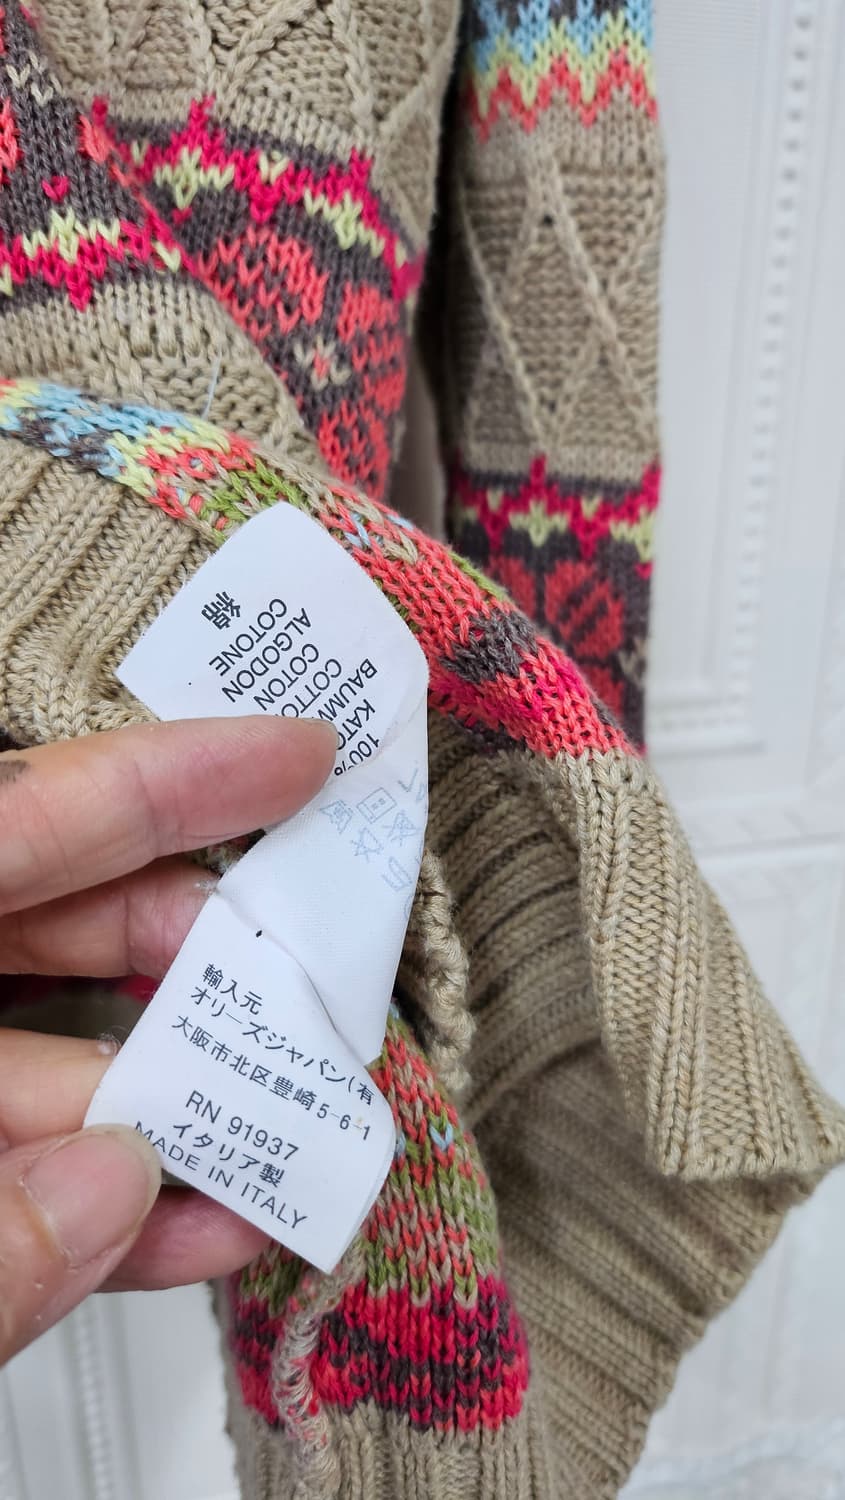 綿
COTONE
ALGODON
COTON
COTTO
BAUMW
KATO
100%
輸入元
オリーズジャパン(有
大阪市北区豊崎5-6-1
RN 91937
イタリア製
MADE IN ITALY